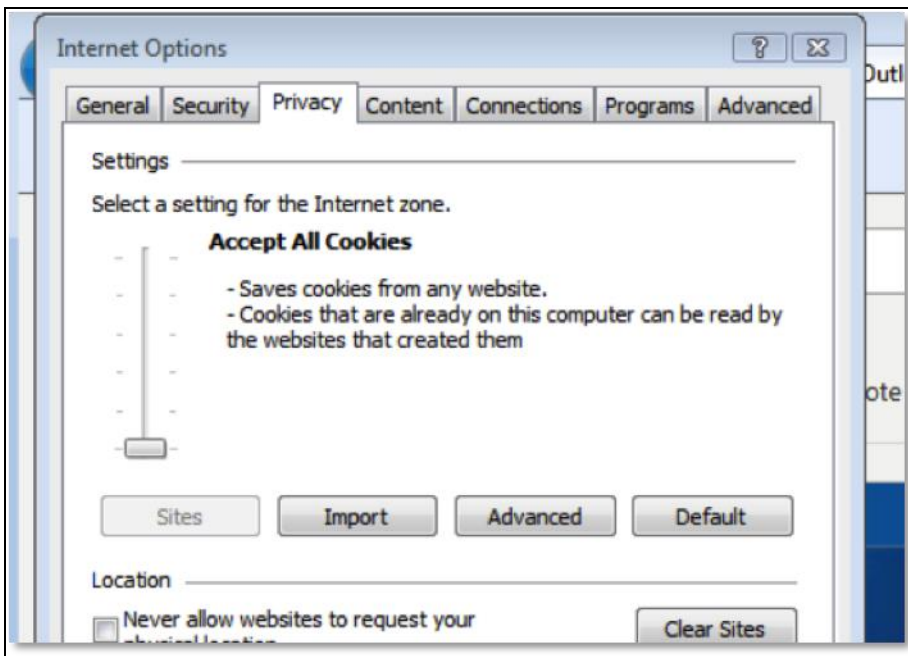 Internet Options
Outl
General Security Privacy Content Connections Programs Advanced
Settings
Select a setting for the Internet zone.
Accept All Cookies
- Saves cookies from any website.
- Cookies that are already on this computer can be read by
the websites that created them
ote
Sites Import Advanced Default
Location
Never allow websites to request your
physical location
Clear Sites